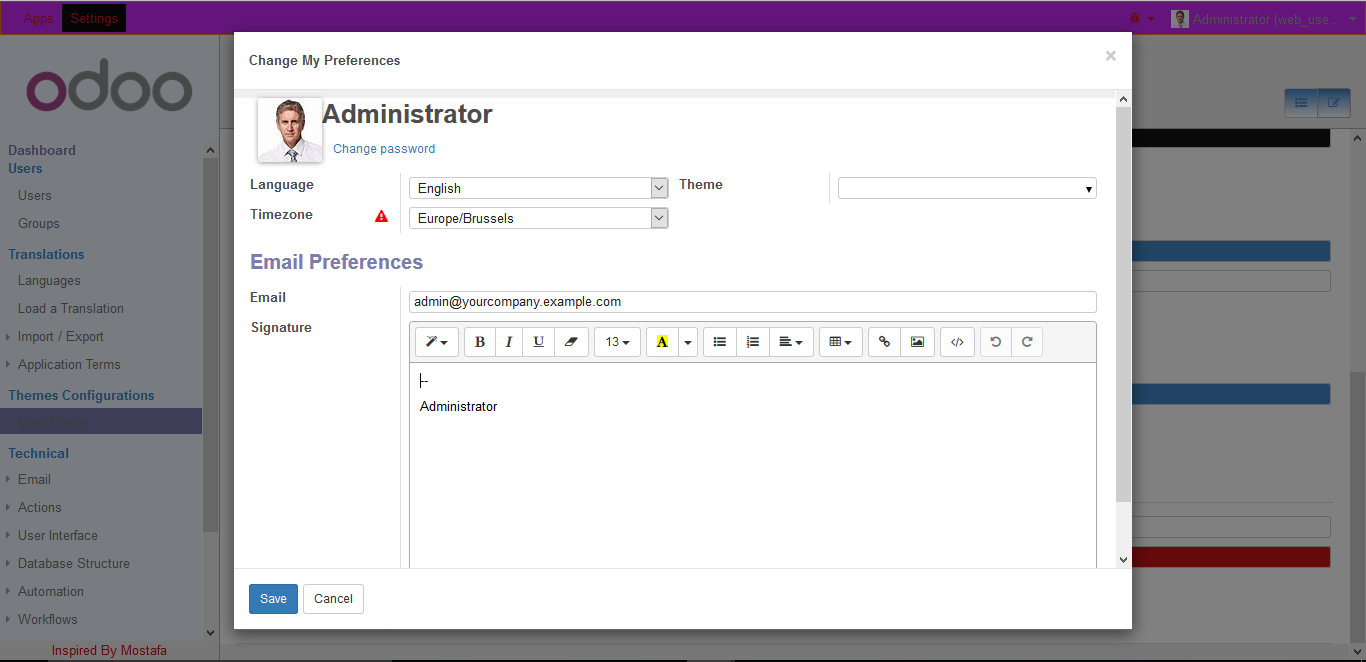 Apps Settings Administrator (web_use...
odoo
Dashboard
Users
Users
Groups
Translations
Languages
Load a Translation
Import / Export
Application Terms
Themes Configurations
Technical
Email
Actions
User Interface
Database Structure
Automation
Workflows
Inspired By Mostafa
Change My Preferences ×
Administrator
Change password
Language English Theme
Timezone Europe/Brussels
Email Preferences
Email admin@yourcompany.example.com
Signature
B I U 13 A
--
Administrator
Save Cancel